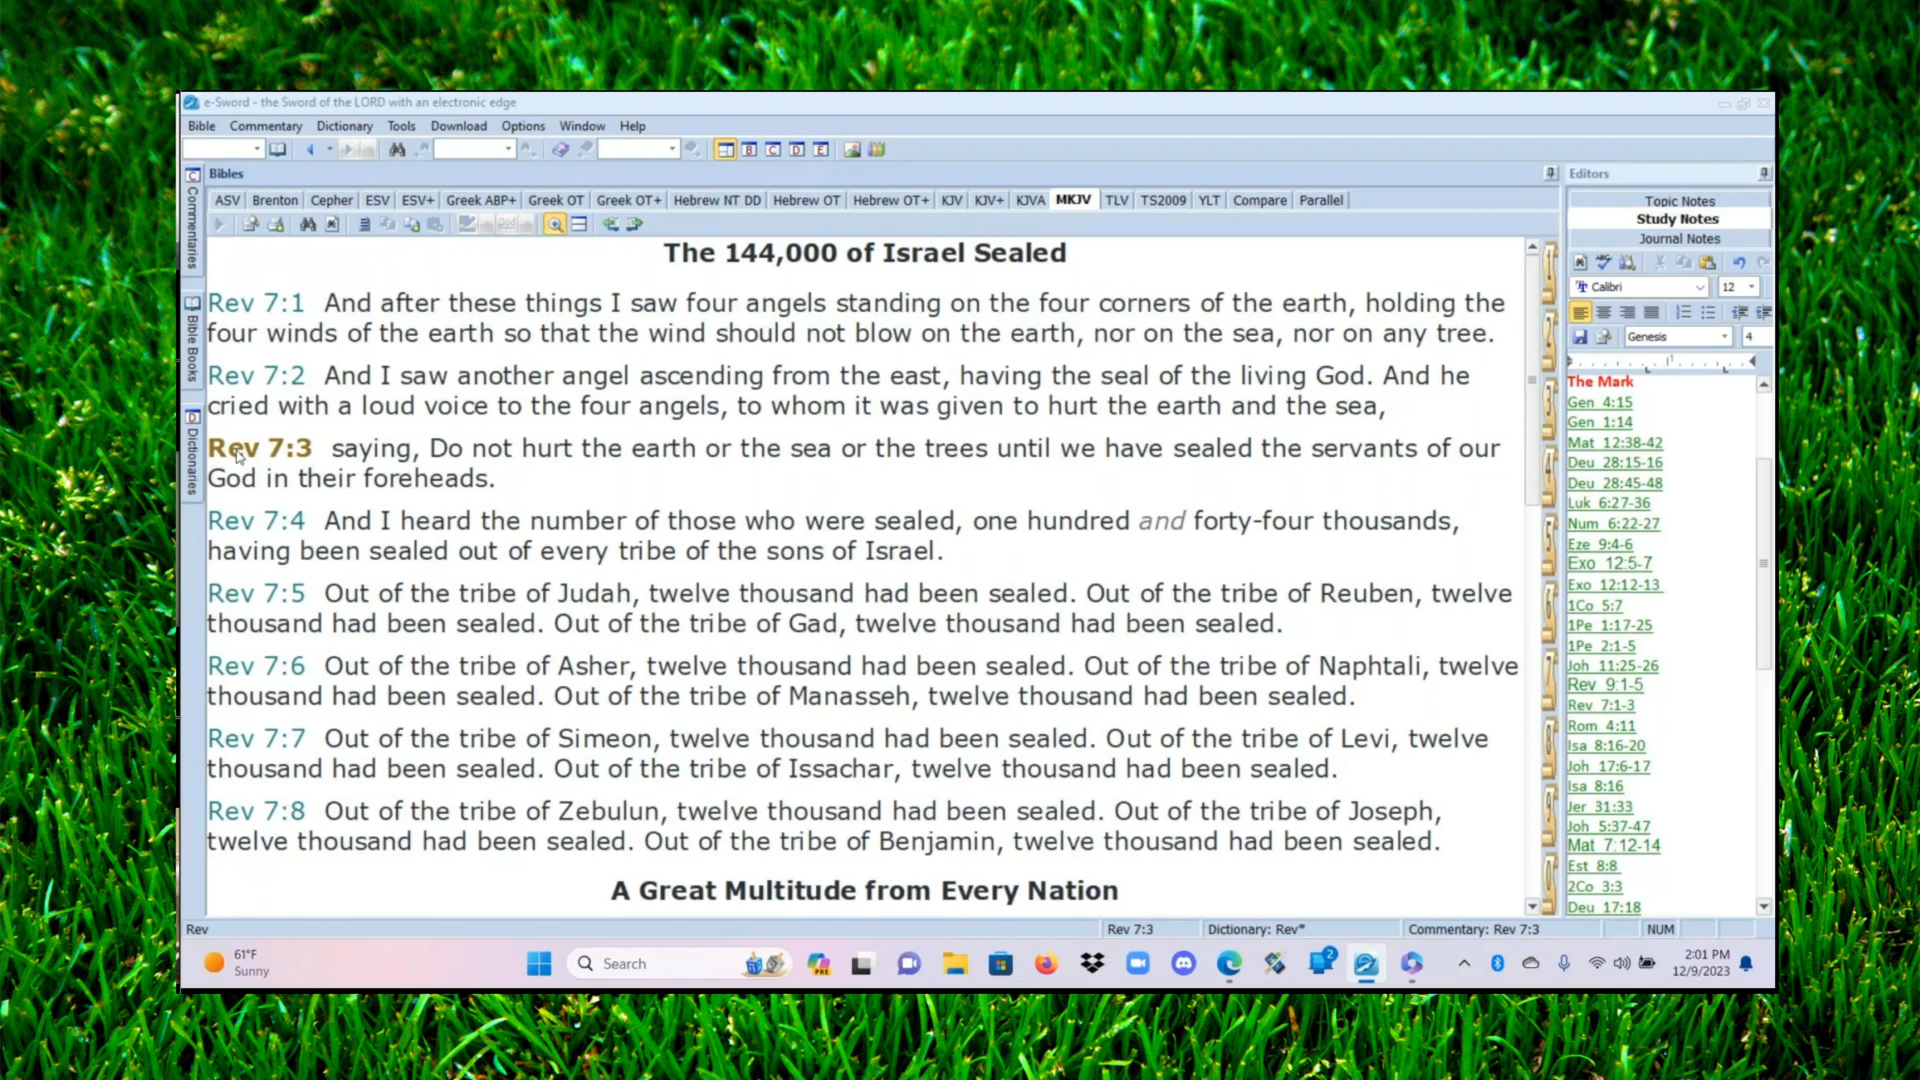 e-Sword - the Sword of the LORD with an electronic edge
Bible Commentary Dictionary Tools Download Options Window Help
B C D E
Bibles
ASV Brenton Cepher ESV ESV+ Greek ABP+ Greek OT Greek OT+ Hebrew NT DD Hebrew OT Hebrew OT+ KJV KJV+ KJVA MKJV TLV TS2009 YLT Compare Parallel
Commentaries
Bible Books
Dictionaries
The 144,000 of Israel Sealed
Rev 7:1 And after these things I saw four angels standing on the four corners of the earth, holding the
four winds of the earth so that the wind should not blow on the earth, nor on the sea, nor on any tree.
Rev 7:2 And I saw another angel ascending from the east, having the seal of the living God. And he
cried with a loud voice to the four angels, to whom it was given to hurt the earth and the sea,
Rev 7:3 saying, Do not hurt the earth or the sea or the trees until we have sealed the servants of our
God in their foreheads.
Rev 7:4 And I heard the number of those who were sealed, one hundred and forty-four thousands,
having been sealed out of every tribe of the sons of Israel.
Rev 7:5 Out of the tribe of Judah, twelve thousand had been sealed. Out of the tribe of Reuben, twelve
thousand had been sealed. Out of the tribe of Gad, twelve thousand had been sealed.
Rev 7:6 Out of the tribe of Asher, twelve thousand had been sealed. Out of the tribe of Naphtali, twelve
thousand had been sealed. Out of the tribe of Manasseh, twelve thousand had been sealed.
Rev 7:7 Out of the tribe of Simeon, twelve thousand had been sealed. Out of the tribe of Levi, twelve
thousand had been sealed. Out of the tribe of Issachar, twelve thousand had been sealed.
Rev 7:8 Out of the tribe of Zebulun, twelve thousand had been sealed. Out of the tribe of Joseph,
twelve thousand had been sealed. Out of the tribe of Benjamin, twelve thousand had been sealed.
A Great Multitude from Every Nation
1
2
3
4
5
6
7
8
9
0
Editors
Topic Notes
Study Notes
Journal Notes
Calibri 12
Genesis 4
The Mark
Gen 4:15
Gen 1:14
Mat 12:38-42
Deu 28:15-16
Deu 28:45-48
Luk 6:27-36
Num 6:22-27
Eze 9:4-6
Exo 12:5-7
Exo 12:12-13
1Co 5:7
1Pe 1:17-25
1Pe 2:1-5
Joh 11:25-26
Rev 9:1-5
Rev 7:1-3
Rom 4:11
Isa 8:16-20
Joh 17:6-17
Isa 8:16
Jer 31:33
Joh 5:37-47
Mat 7:12-14
Est 8:8
2Co 3:3
Deu 17:18
Rev Rev 7:3 Dictionary: Rev* Commentary: Rev 7:3 NUM
61°F
Sunny
Search
PRE
2
2:01 PM
12/9/2023